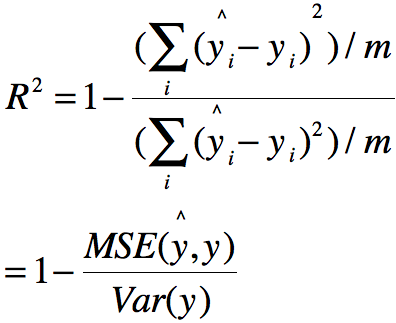 R² = 1 − (∑ᵢ(ŷᵢ − yᵢ)²) / m
(∑ᵢ(ŷᵢ − yᵢ)²) / m
= 1 − MSE(ŷ, y)
Var(y)